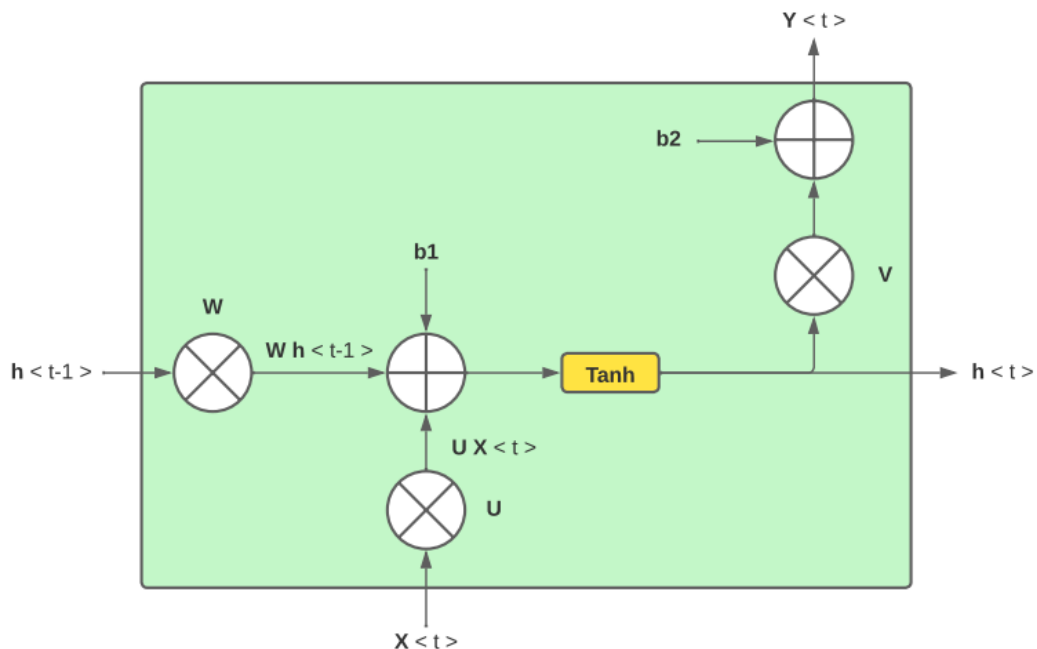 Y < t >
b2
V
b1
W
h < t-1 >
W h < t-1 >
Tanh
h < t >
U X < t >
U
X < t >